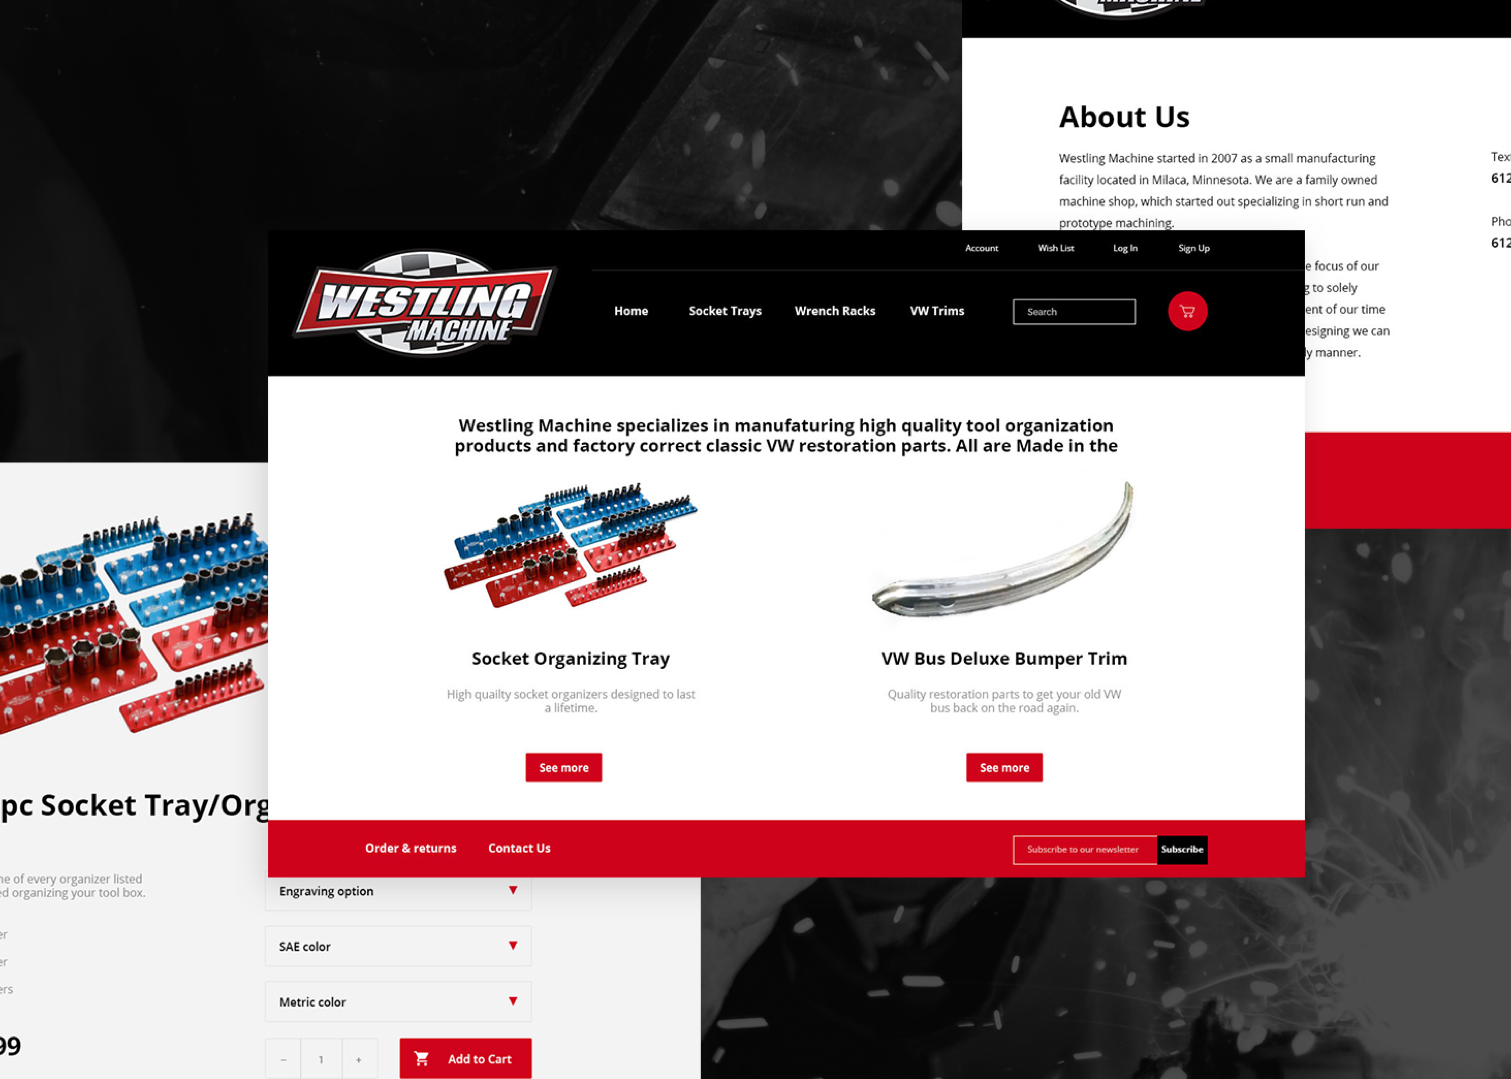 About Us
Westling Machine started in 2007 as a small manufacturing
facility located in Milaca, Minnesota. We are a family owned
machine shop, which started out specializing in short run and
prototype machining.
e focus of our
g to solely
ent of our time
esigning we can
manner.
Tex
612
Pho
612
Account
Wish List
Log In
Sign Up
WESTLING
MACHINE
Home
Socket Trays
Wrench Racks
VW Trims
Search
Westling Machine specializes in manufaturing high quality tool organization
products and factory correct classic VW restoration parts. All are Made in the
Socket Organizing Tray
High quailty socket organizers designed to last
a lifetime.
See more
VW Bus Deluxe Bumper Trim
Quality restoration parts to get your old VW
bus back on the road again.
See more
Order & returns
Contact Us
Subscribe to our newsletter
Subscribe
pc Socket Tray/Org
ne of every organizer listed
ed organizing your tool box.
er
er
ers
99
Engraving option
SAE color
Metric color
– 1 +
Add to Cart